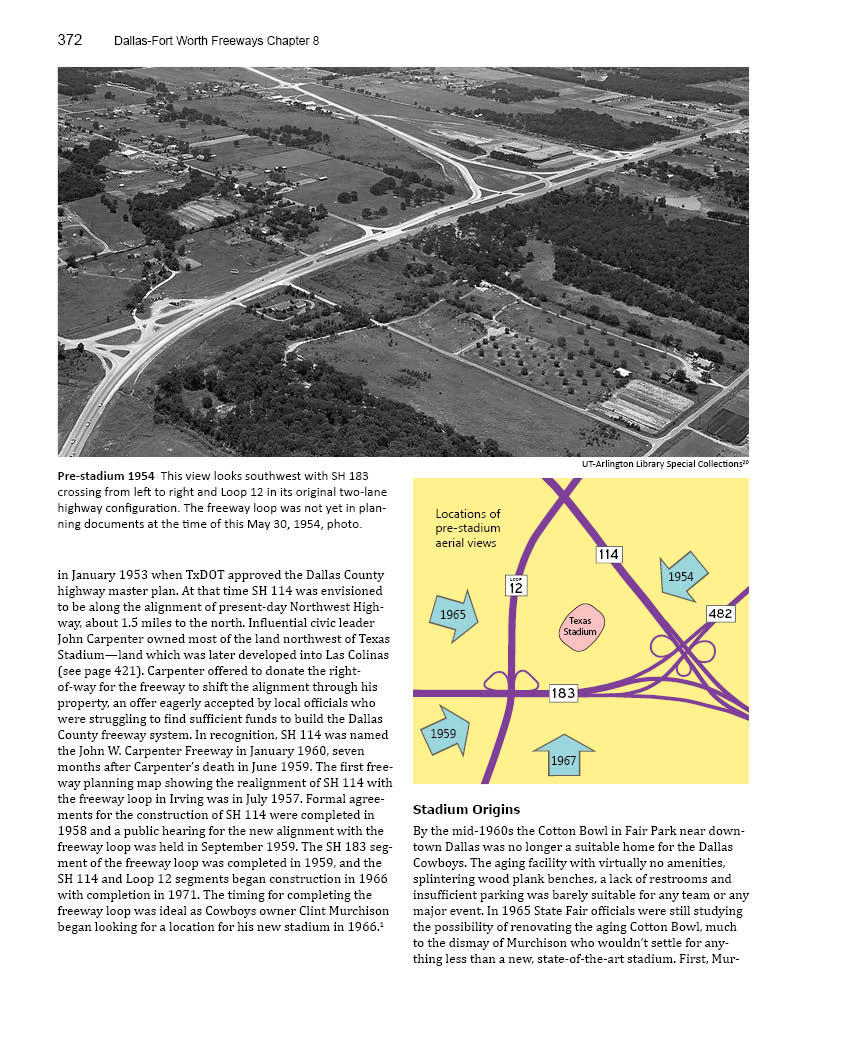 372 Dallas-Fort Worth Freeways Chapter 8
UT-Arlington Library Special Collections²⁰
Pre-stadium 1954 This view looks southwest with SH 183
crossing from left to right and Loop 12 in its original two-lane
highway configuration. The freeway loop was not yet in plan-
ning documents at the time of this May 30, 1954, photo.
in January 1953 when TxDOT approved the Dallas County
highway master plan. At that time SH 114 was envisioned
to be along the alignment of present-day Northwest High-
way, about 1.5 miles to the north. Influential civic leader
John Carpenter owned most of the land northwest of Texas
Stadium—land which was later developed into Las Colinas
(see page 421). Carpenter offered to donate the right-
of-way for the freeway to shift the alignment through his
property, an offer eagerly accepted by local officials who
were struggling to find sufficient funds to build the Dallas
County freeway system. In recognition, SH 114 was named
the John W. Carpenter Freeway in January 1960, seven
months after Carpenter's death in June 1959. The first free-
way planning map showing the realignment of SH 114 with
the freeway loop in Irving was in July 1957. Formal agree-
ments for the construction of SH 114 were completed in
1958 and a public hearing for the new alignment with the
freeway loop was held in September 1959. The SH 183 seg-
ment of the freeway loop was completed in 1959, and the
SH 114 and Loop 12 segments began construction in 1966
with completion in 1971. The timing for completing the
freeway loop was ideal as Cowboys owner Clint Murchison
began looking for a location for his new stadium in 1966.¹
Locations of
pre-stadium
aerial views
114
1954
LOOP
12
1965
482
Texas
Stadium
183
1959
1967
Stadium Origins
By the mid-1960s the Cotton Bowl in Fair Park near down-
town Dallas was no longer a suitable home for the Dallas
Cowboys. The aging facility with virtually no amenities,
splintering wood plank benches, a lack of restrooms and
insufficient parking was barely suitable for any team or any
major event. In 1965 State Fair officials were still studying
the possibility of renovating the aging Cotton Bowl, much
to the dismay of Murchison who wouldn't settle for any-
thing less than a new, state-of-the-art stadium. First, Mur-